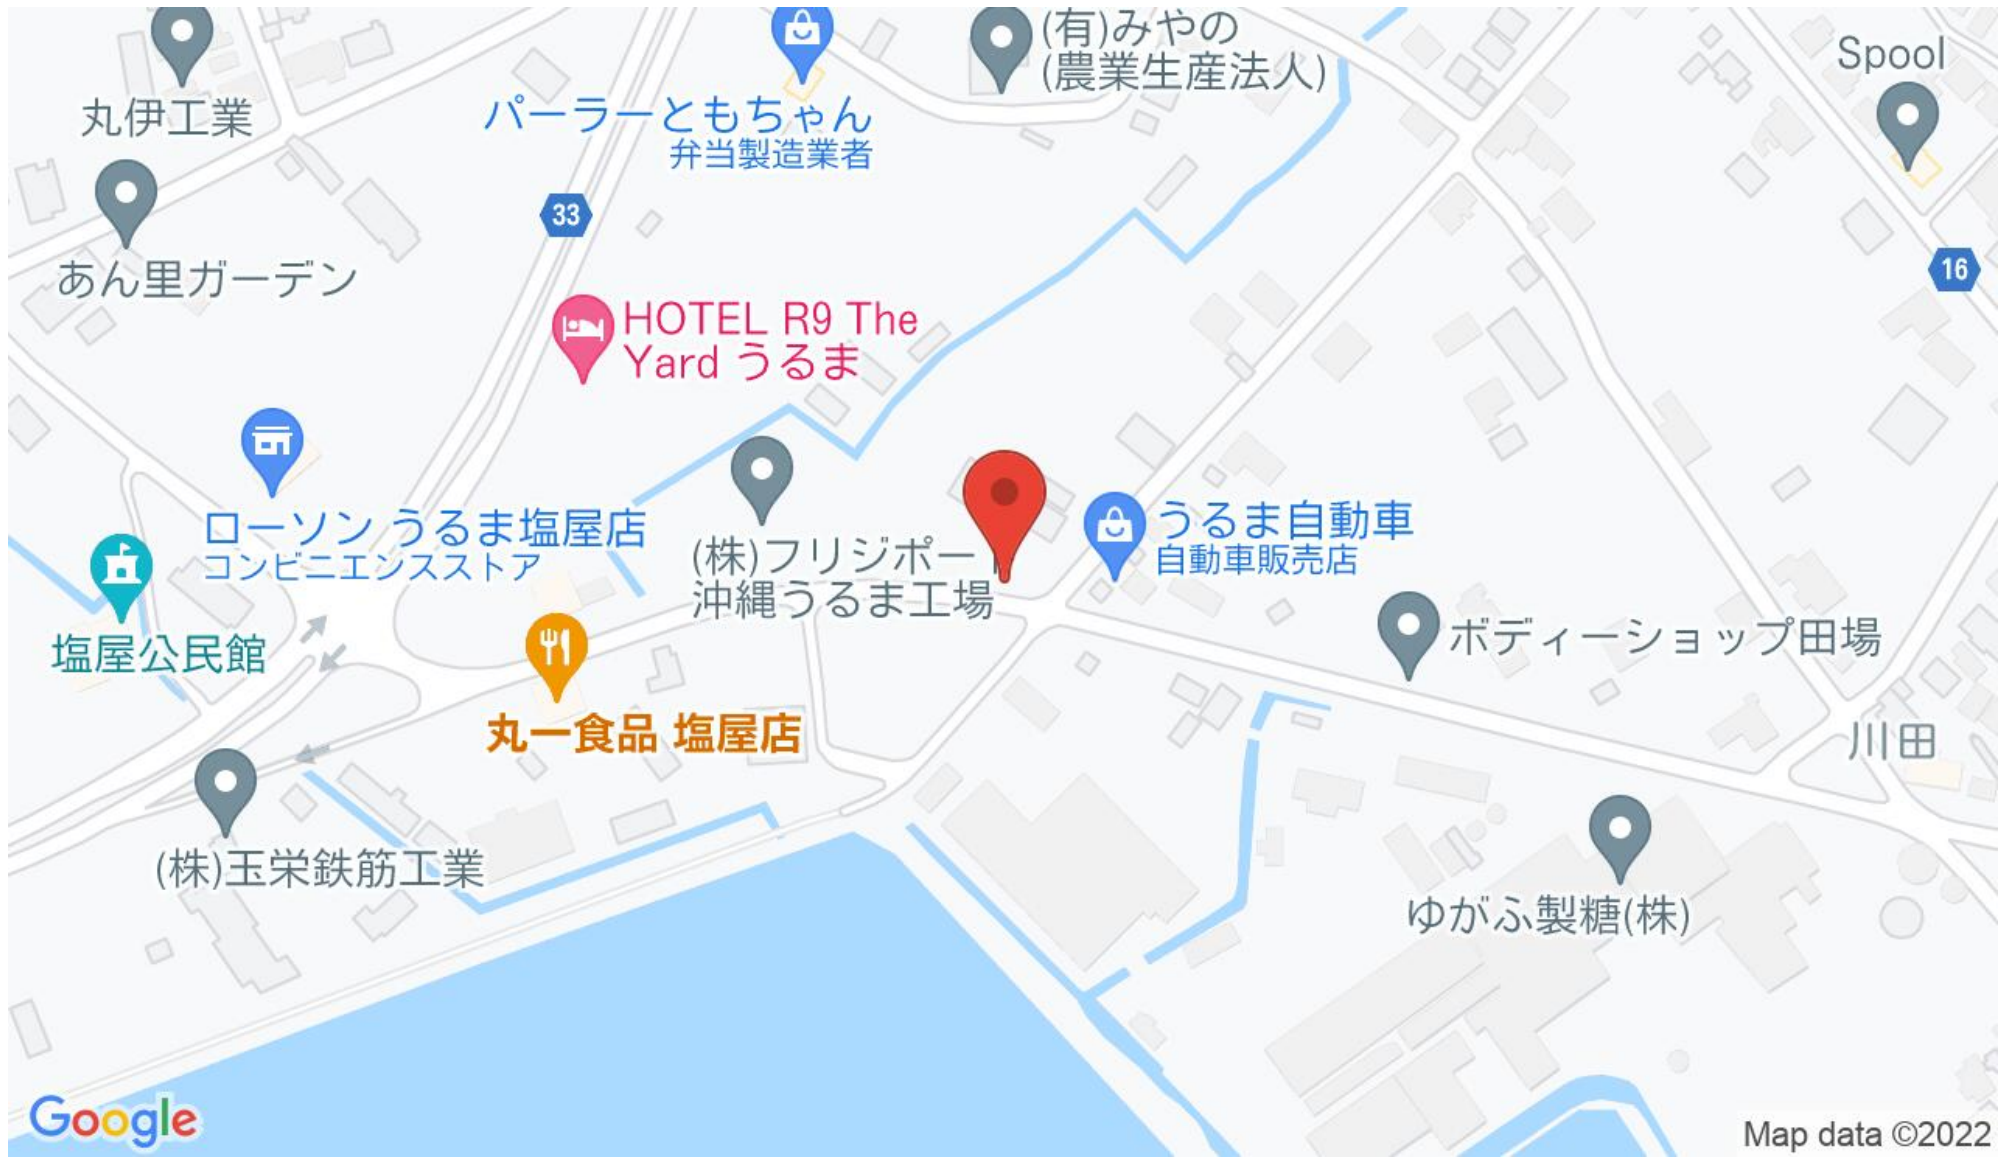 (有)みやの
(農業生産法人)
Spool
丸伊工業
パーラーともちゃん
弁当製造業者
33
あん里ガーデン
16
HOTEL R9 The
Yard うるま
ローソン うるま塩屋店
コンビニエンスストア
(株)フリジポート
沖縄うるま工場
うるま自動車
自動車販売店
塩屋公民館
ボディーショップ田場
丸一食品 塩屋店
川田
(株)玉栄鉄筋工業
ゆがふ製糖(株)
Google
Map data ©2022